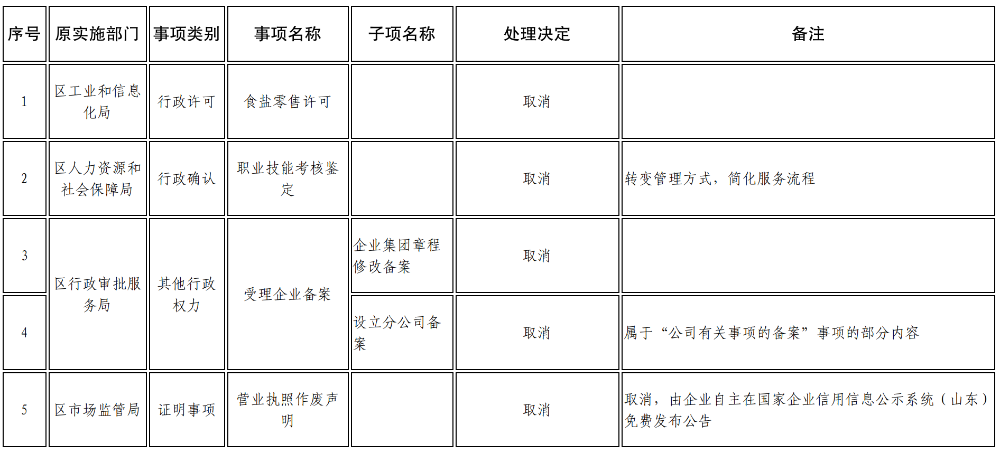 序号 原实施部门 事项类别 事项名称 子项名称 处理决定 备注
1 区工业和信息化局 行政许可 食盐零售许可 取消
2 区人力资源和社会保障局 行政确认 职业技能考核鉴定 取消 转变管理方式，简化服务流程
3 区行政审批服务局 其他行政权力 受理企业备案 企业集团章程修改备案 取消
4 设立分公司备案 取消 属于“公司有关事项的备案”事项的部分内容
5 区市场监管局 证明事项 营业执照作废声明 取消 取消，由企业自主在国家企业信用信息公示系统（山东）免费发布公告